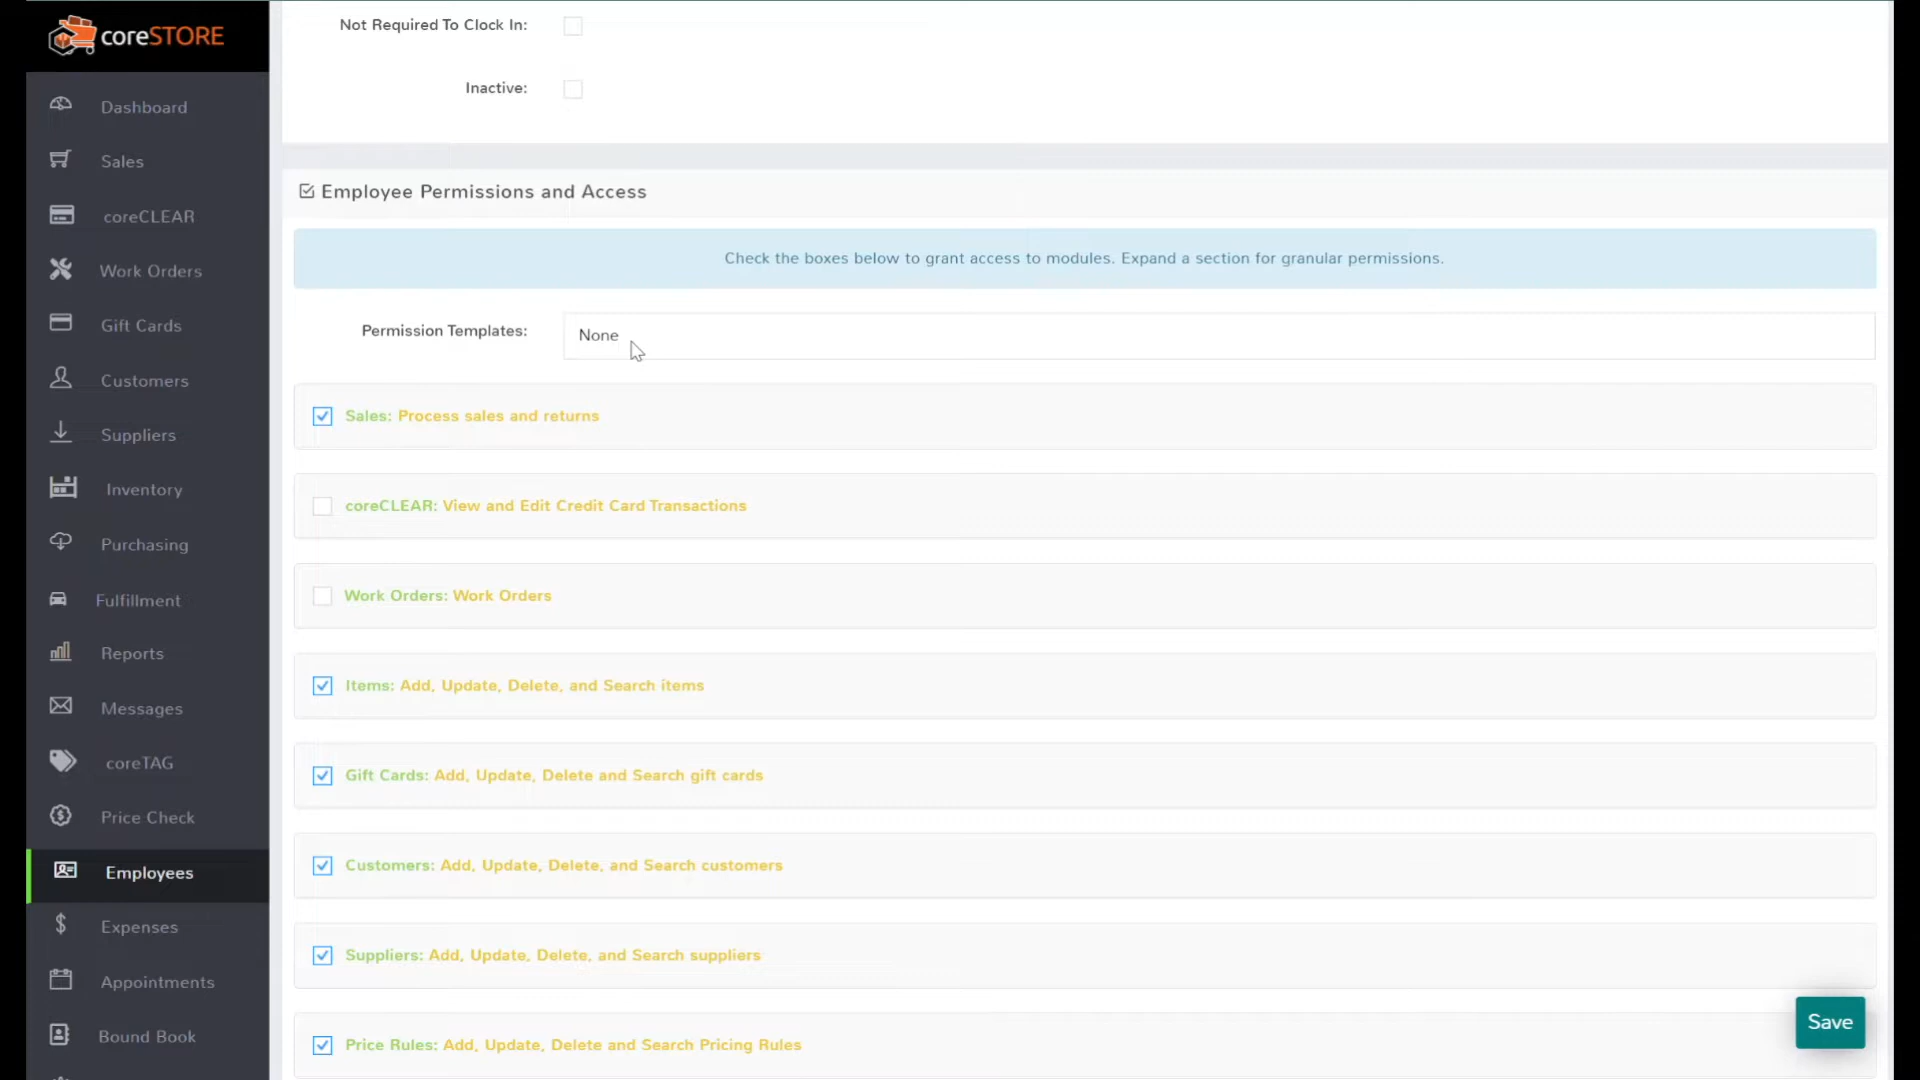 coreSTORE
Dashboard
Sales
coreCLEAR
Work Orders
Gift Cards
Customers
Suppliers
Inventory
Purchasing
Fulfillment
Reports
Messages
coreTAG
Price Check
Employees
Expenses
Appointments
Bound Book
Not Required To Clock In:
Inactive:
Employee Permissions and Access
Check the boxes below to grant access to modules. Expand a section for granular permissions.
Permission Templates: None
Sales: Process sales and returns
coreCLEAR: View and Edit Credit Card Transactions
Work Orders: Work Orders
Items: Add, Update, Delete, and Search items
Gift Cards: Add, Update, Delete and Search gift cards
Customers: Add, Update, Delete, and Search customers
Suppliers: Add, Update, Delete, and Search suppliers
Price Rules: Add, Update, Delete and Search Pricing Rules
Save